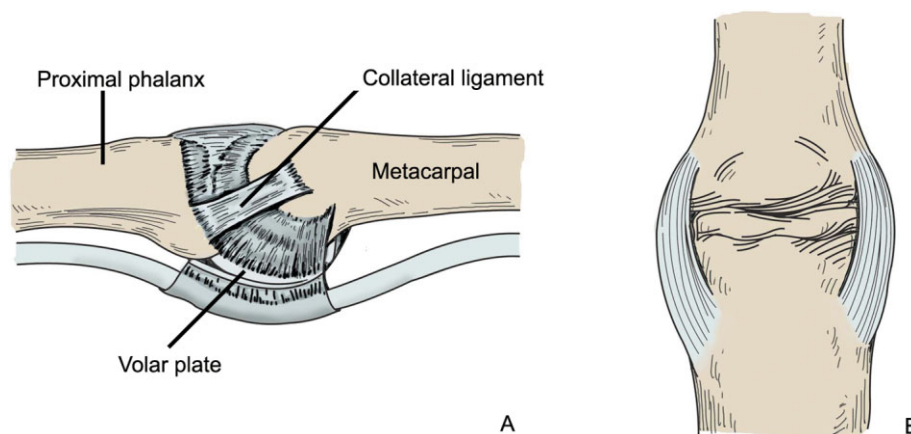 Proximal phalanx
Collateral ligament
Metacarpal
Volar plate
A